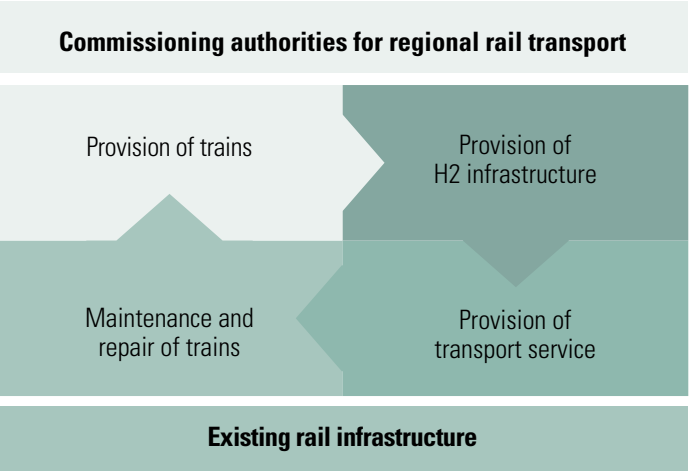 Commissioning authorities for regional rail transport
Provision of trains
Provision of
H2 infrastructure
Maintenance and
repair of trains
Provision of
transport service
Existing rail infrastructure